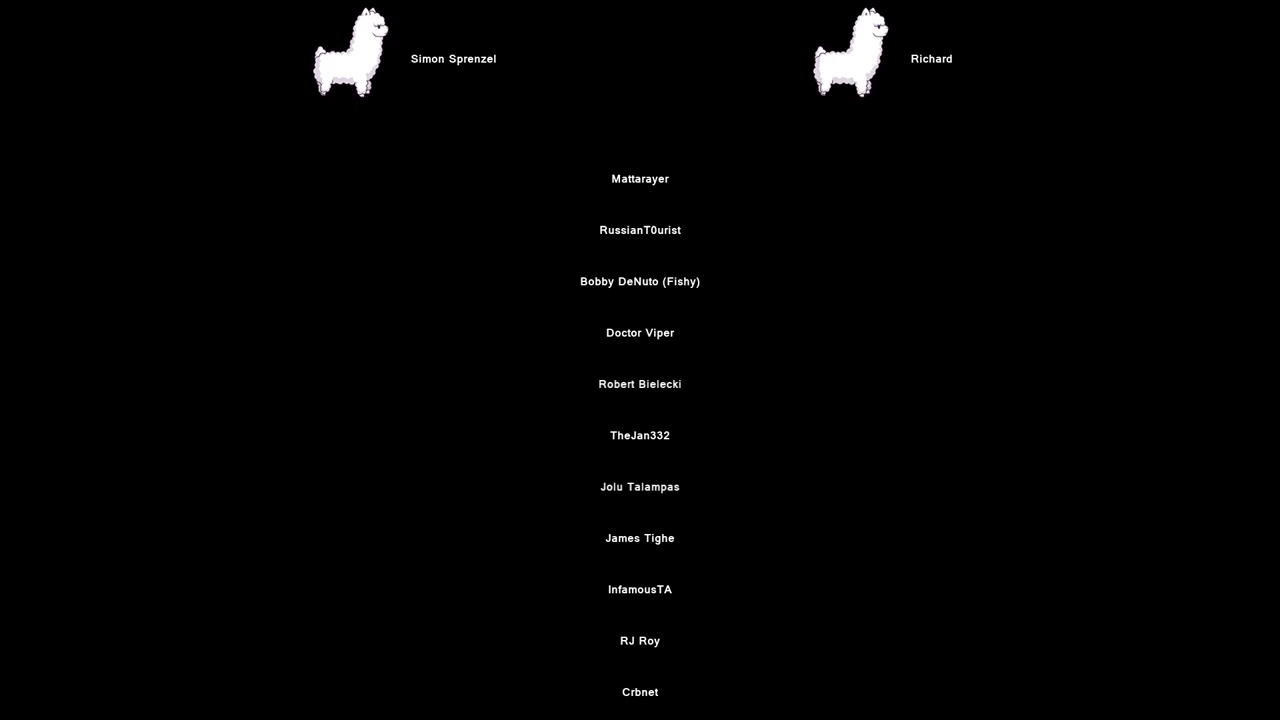 Simon Sprenzel
Richard
Mattarayer
RussianT0urist
Bobby DeNuto (Fishy)
Doctor Viper
Robert Bielecki
TheJan332
Jolu Talampas
James Tighe
InfamousTA
RJ Roy
Crbnet